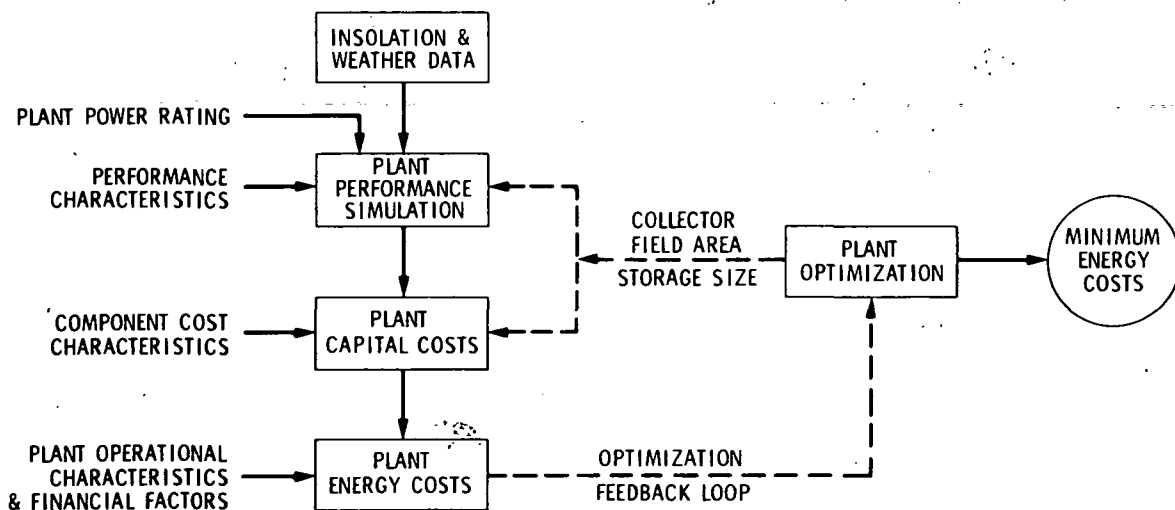 INSOLATION &
WEATHER DATA
PLANT POWER RATING
PERFORMANCE
CHARACTERISTICS
PLANT
PERFORMANCE
SIMULATION
COLLECTOR
FIELD AREA
STORAGE SIZE
PLANT
OPTIMIZATION
MINIMUM
ENERGY
COSTS
COMPONENT COST
CHARACTERISTICS
PLANT
CAPITAL COSTS
PLANT OPERATIONAL
CHARACTERISTICS
& FINANCIAL FACTORS
PLANT
ENERGY COSTS
OPTIMIZATION
FEEDBACK LOOP